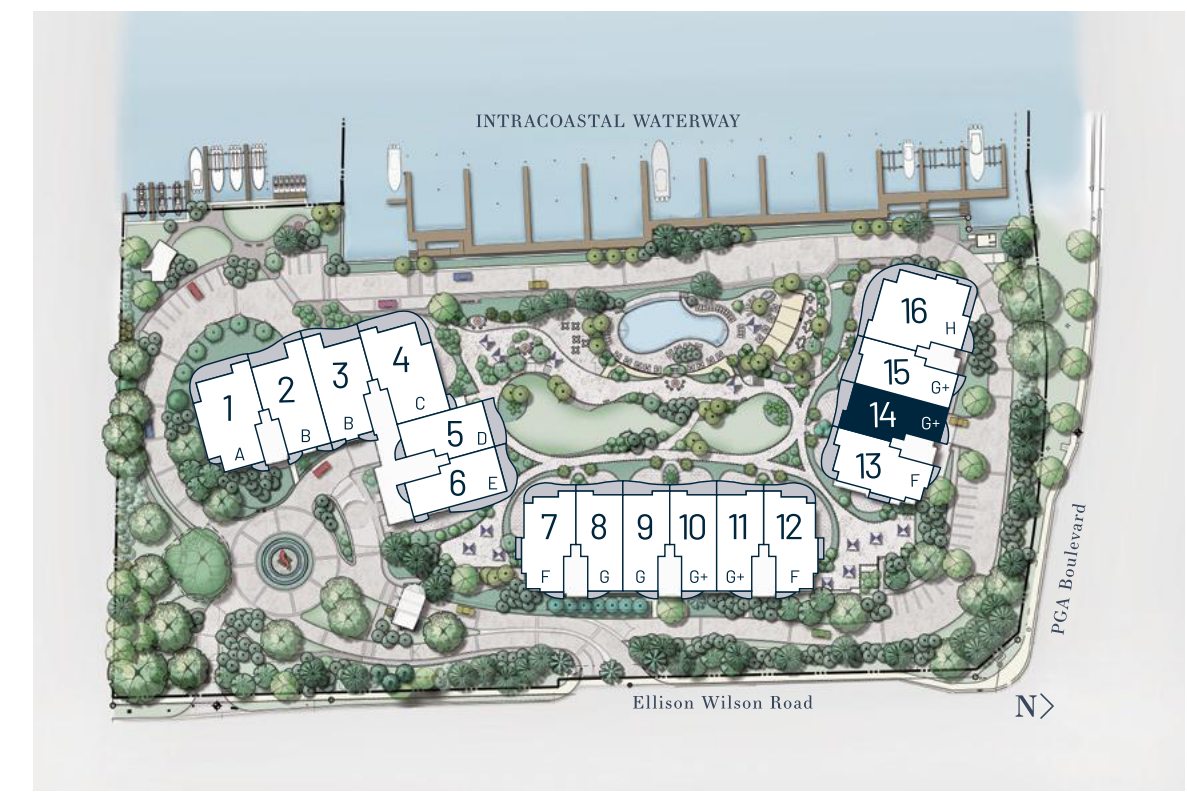 INTRACOASTAL WATERWAY
16
H
15
G+
14
G+
13
F
1
A
2
B
3
B
4
C
5
D
6
E
7
F
8
G
9
G
10
G+
11
G+
12
F
PGA Boulevard
Ellison Wilson Road
N